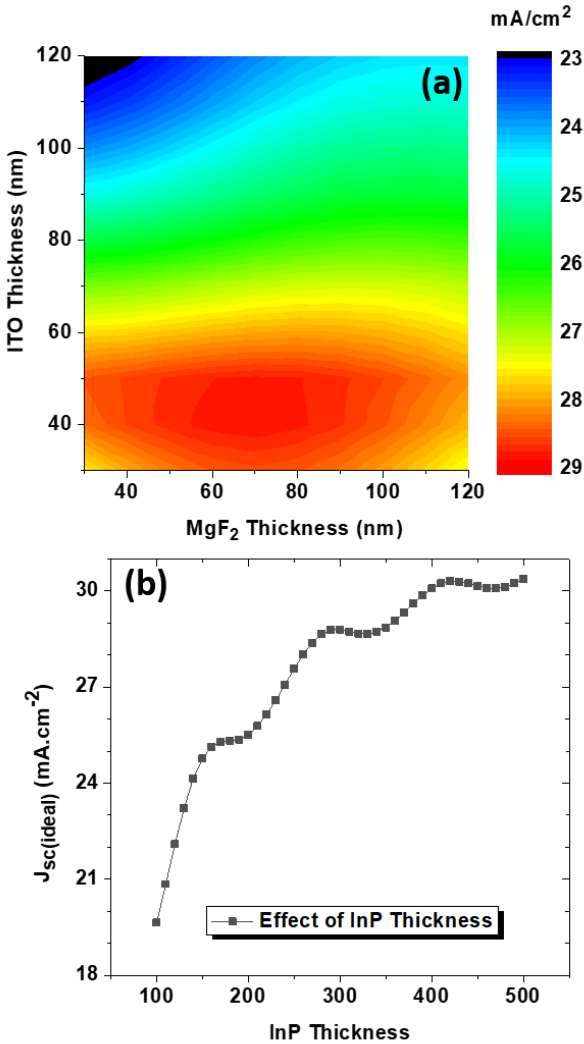 mA/cm²
(a)
120
100
80
60
40
ITO Thickness (nm)
40 60 80 100 120
MgF₂ Thickness (nm)
23
24
25
26
27
28
29
(b)
30
27
24
21
18
J_SC(ideal) (mA.cm⁻²)
Effect of InP Thickness
100 200 300 400 500
InP Thickness